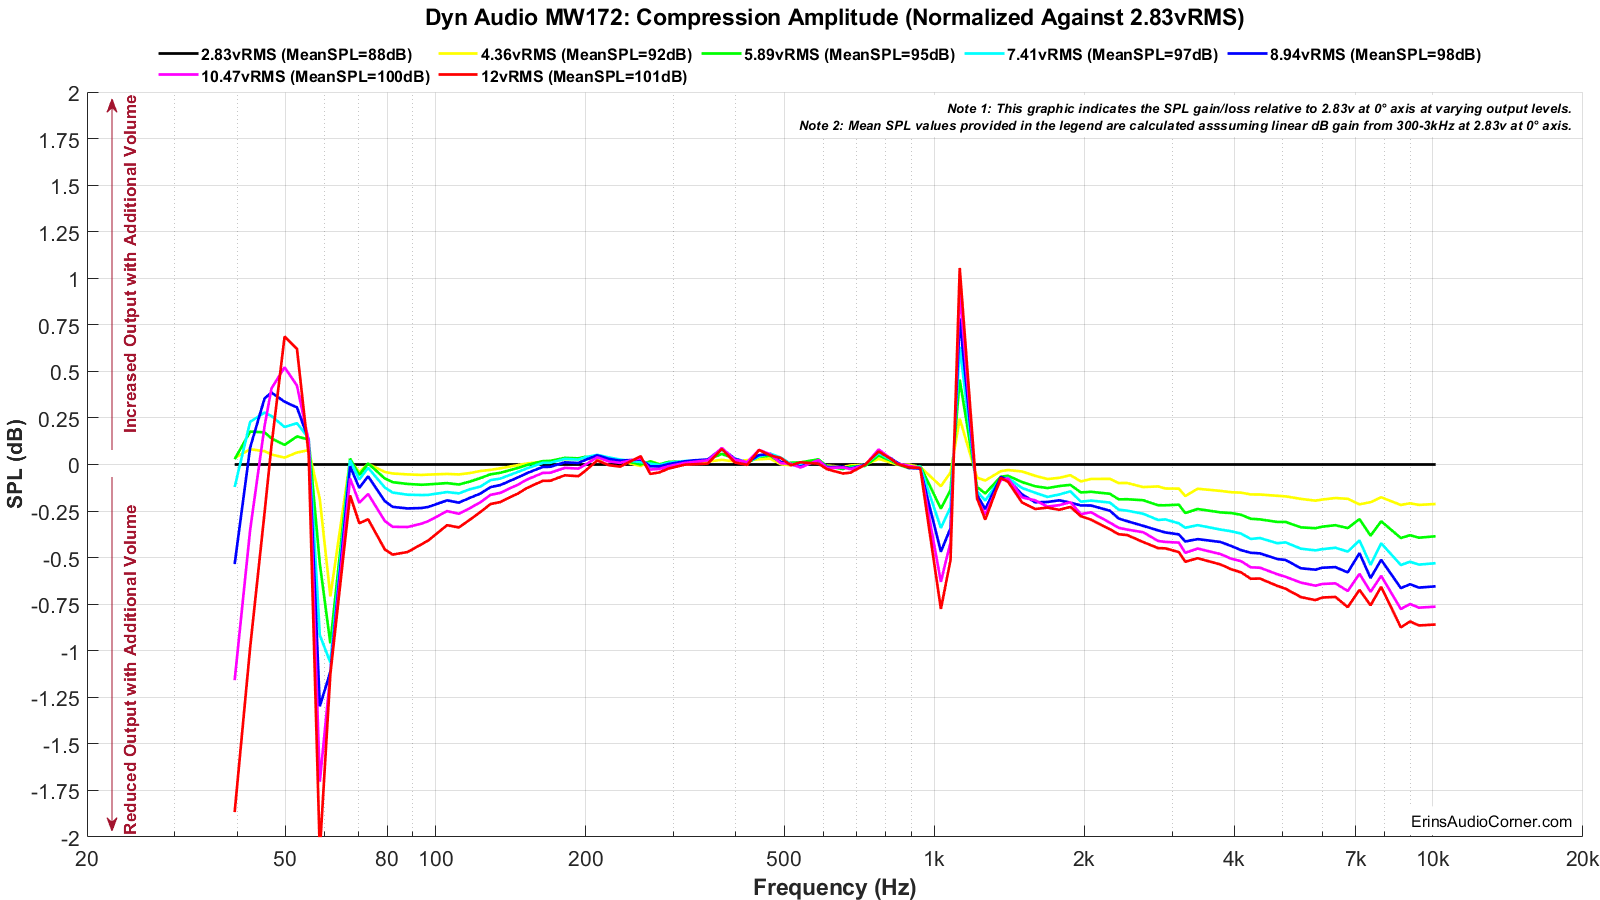 Dyn Audio MW172: Compression Amplitude (Normalized Against 2.83vRMS)
2.83vRMS (MeanSPL=88dB) 4.36vRMS (MeanSPL=92dB) 5.89vRMS (MeanSPL=95dB) 7.41vRMS (MeanSPL=97dB) 8.94vRMS (MeanSPL=98dB)
10.47vRMS (MeanSPL=100dB) 12vRMS (MeanSPL=101dB)
Note 1: This graphic indicates the SPL gain/loss relative to 2.83v at 0° axis at varying output levels.
Note 2: Mean SPL values provided in the legend are calculated asssuming linear dB gain from 300-3kHz at 2.83v at 0° axis.
SPL (dB)
2
1.75
1.5
1.25
1
0.75
0.5
0.25
0
-0.25
-0.5
-0.75
-1
-1.25
-1.5
-1.75
-2
Increased Output with Additional Volume
Reduced Output with Additional Volume
ErinsAudioCorner.com
20 50 80 100 200 500 1k 2k 4k 7k 10k 20k
Frequency (Hz)